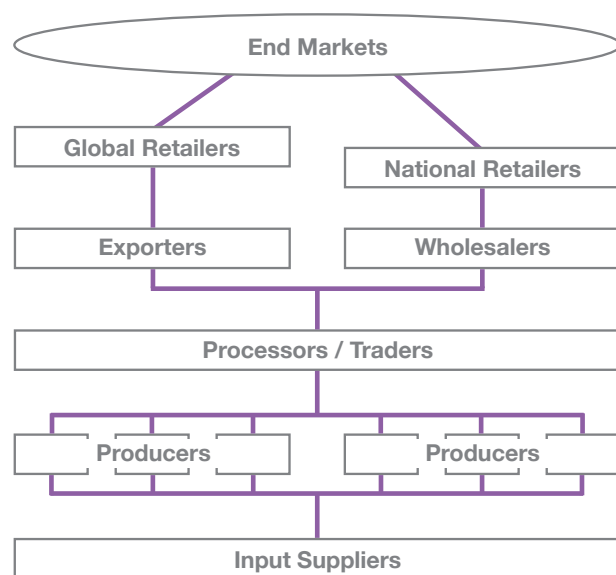 End Markets
Global Retailers
National Retailers
Exporters
Wholesalers
Processors / Traders
Producers
Producers
Input Suppliers